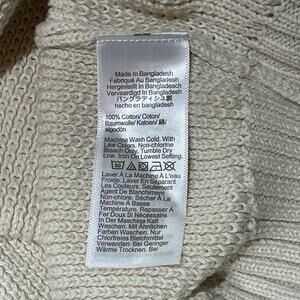 Made In Bangladesh
Fabriqué Au Bangladesh
Hergestellt In Bangladesh
Vervaardigd In Bangladesh
バングラディシュ製
hecho en bangladesh
100% Cotton/ Coton/
Baumwolle/ Katoen/ 綿/
algodón
Machine Wash Cold. With
Like Colors. Non-chlorine
Bleach Only. Tumble Dry
Low. Iron On Lowest Setting.
Laver À La Machine À L'eau
Froide. Laver En Séparant
Les Couleurs. Seulement
Agent De Blanchiment
Non-chlore. Sécher À La
Machine À Basse
Température. Repasser À
Fer Doux Si Nécessaire
In Der Maschine Kalt
Waschen. Mit Ähnlichen
Farben Waschen. Nur
Chlorfreies Bleichmittel
Verwenden. Bei Geringer
Wärme Trocknen. Bei